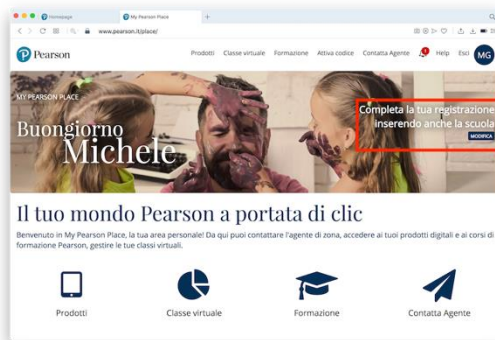 Homepage
My Pearson Place
www.pearson.it/place/
Pearson
Prodotti Classe virtuale Formazione Attiva codice Contatta Agente Help Esci MG
MY PEARSON PLACE
Buongiorno
Michele
Completa la tua registrazione
inserendo anche la scuola
MODIFICA
Il tuo mondo Pearson a portata di clic
Benvenuto in My Pearson Place, la tua area personale! Da qui puoi contattare l'agente di zona, accedere ai tuoi prodotti digitali e ai corsi di
formazione Pearson, gestire le tue classi virtuali.
Prodotti
Classe virtuale
Formazione
Contatta Agente